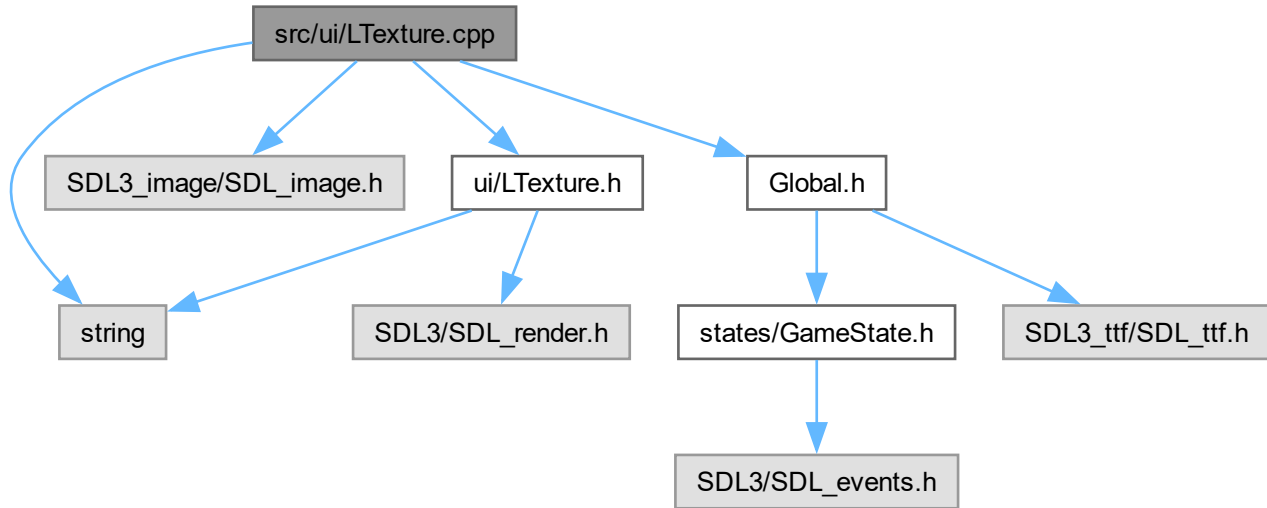 src/ui/LTexture.cpp
SDL3_image/SDL_image.h
ui/LTexture.h
Global.h
string
SDL3/SDL_render.h
states/GameState.h
SDL3_ttf/SDL_ttf.h
SDL3/SDL_events.h